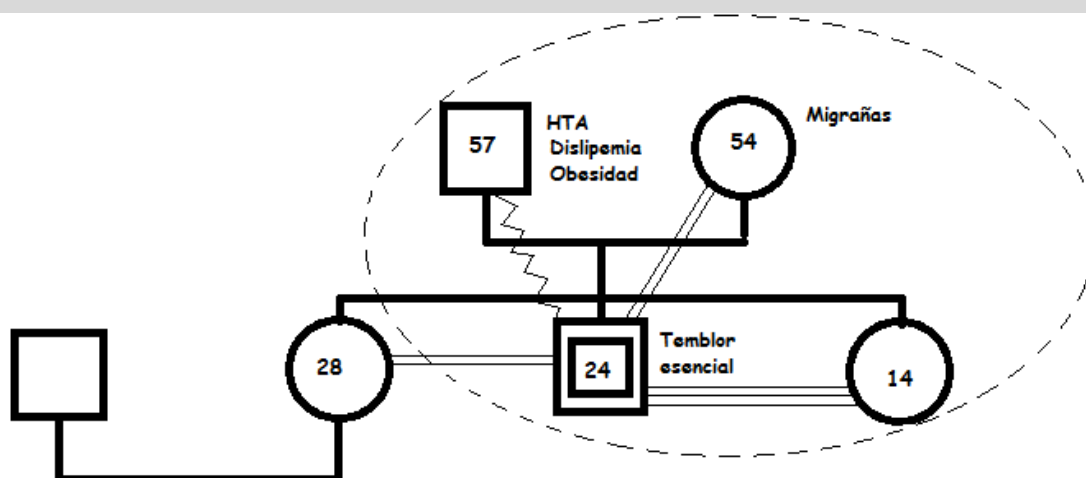 57
HTA
Dislipemia
Obesidad
54
Migrañas
28
24
Temblor
esencial
14